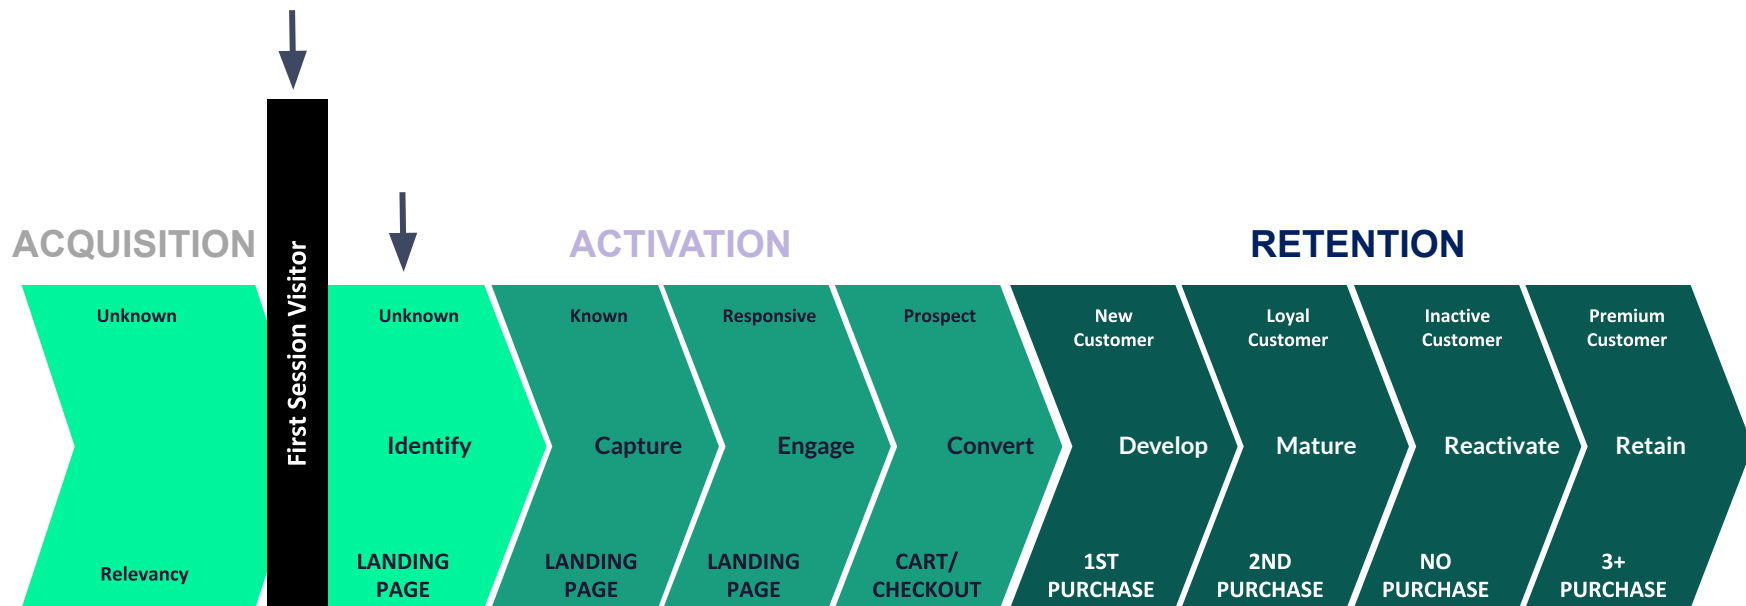 ACQUISITION
ACTIVATION
RETENTION
First Session Visitor
Unknown
Relevancy
Unknown
Identify
LANDING
PAGE
Known
Capture
LANDING
PAGE
Responsive
Engage
LANDING
PAGE
Prospect
Convert
CART/
CHECKOUT
New
Customer
Develop
1ST
PURCHASE
Loyal
Customer
Mature
2ND
PURCHASE
Inactive
Customer
Reactivate
NO
PURCHASE
Premium
Customer
Retain
3+
PURCHASE